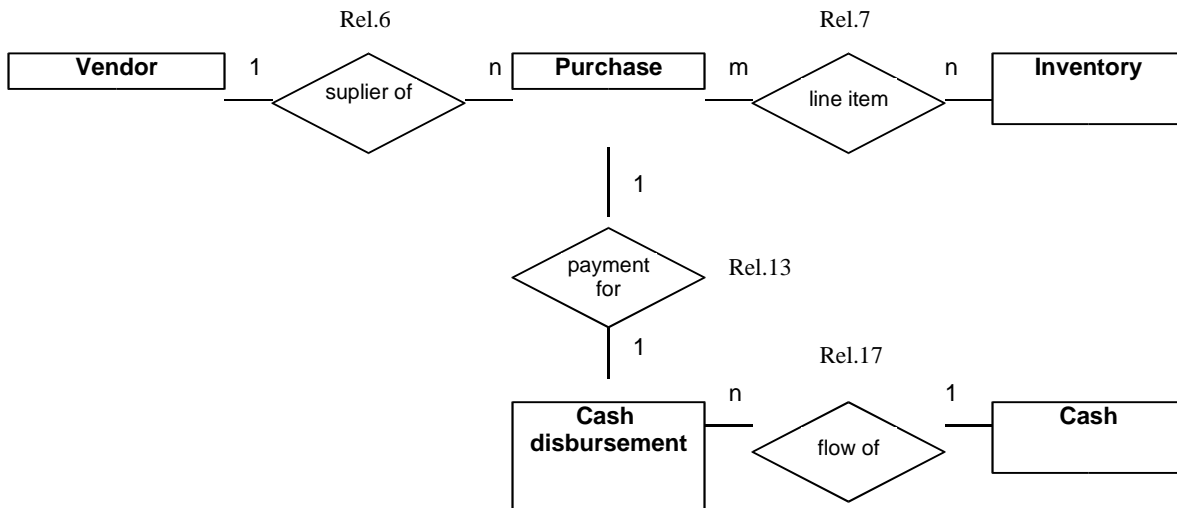 Rel.6
Rel.7
Vendor
1
n
Purchase
m
n
Inventory
suplier of
line item
1
payment
for
Rel.13
1
Rel.17
n
1
Cash
disbursement
Cash
flow of